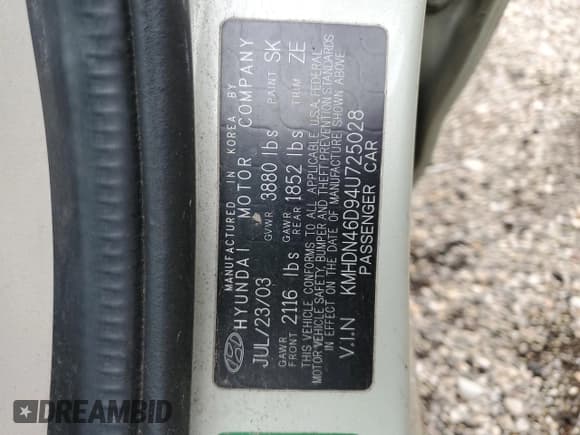 MANUFACTURED IN KOREA BY
HYUNDAI MOTOR COMPANY
JUL/23/03 GVWR 3880 lbs PAINT SK
GAWR FRONT 2116 lbs GAWR REAR 1852 lbs TRIM ZE
THIS VEHICLE CONFORMS TO ALL APPLICABLE U.S.A. FEDERAL
MOTOR VEHICLE SAFETY, BUMPER AND THEFT PREVENTION STANDARDS
IN EFFECT ON THE DATE OF MANUFACTURE SHOWN ABOVE
V.I.N KMHDN46D94U725028
PASSENGER CAR
DREAMBID